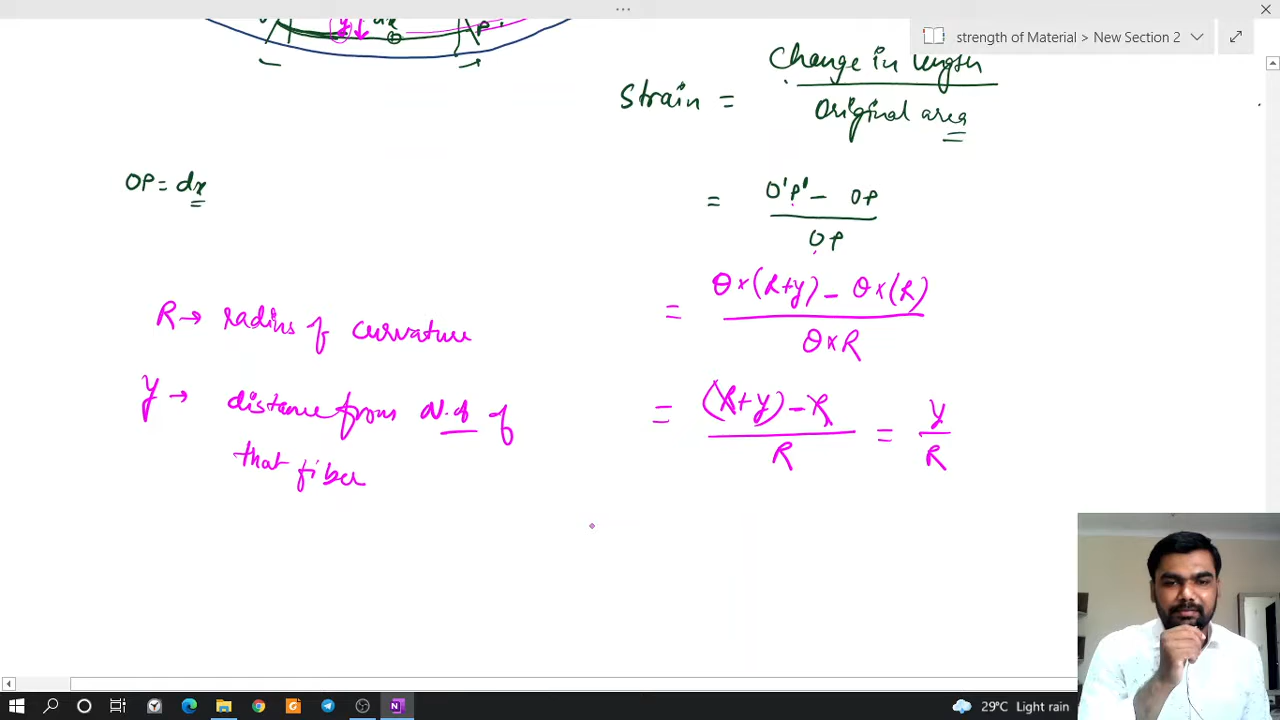 strength of Material > New Section 2
y dx P
Change in length
Strain = 
Original area
OP = dx
= O'P' - OP
OP
= θ×(R+y) - θ×(R)
θ×R
R → radius of curvature
y → distance from N.A of
that fiber
= (R+y) - R
R
= y
R
29°C Light rain